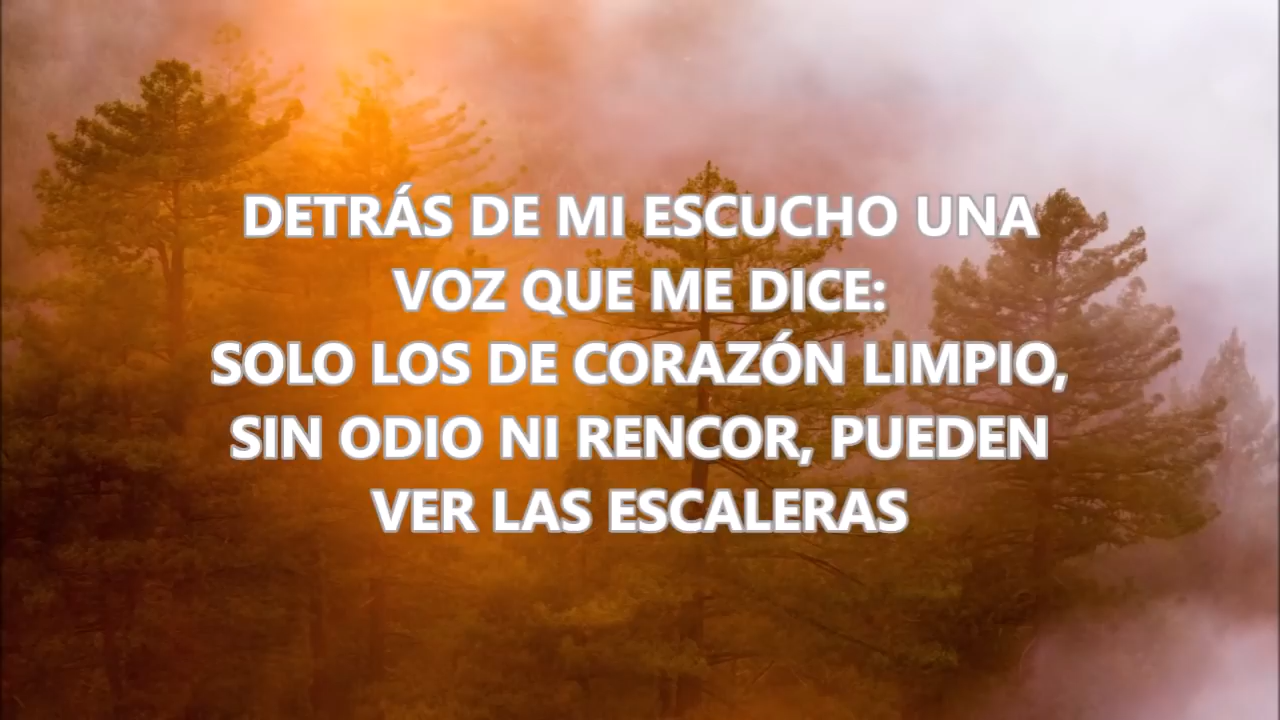 DETRÁS DE MI ESCUCHO UNA
VOZ QUE ME DICE:
SOLO LOS DE CORAZÓN LIMPIO,
SIN ODIO NI RENCOR, PUEDEN
VER LAS ESCALERAS